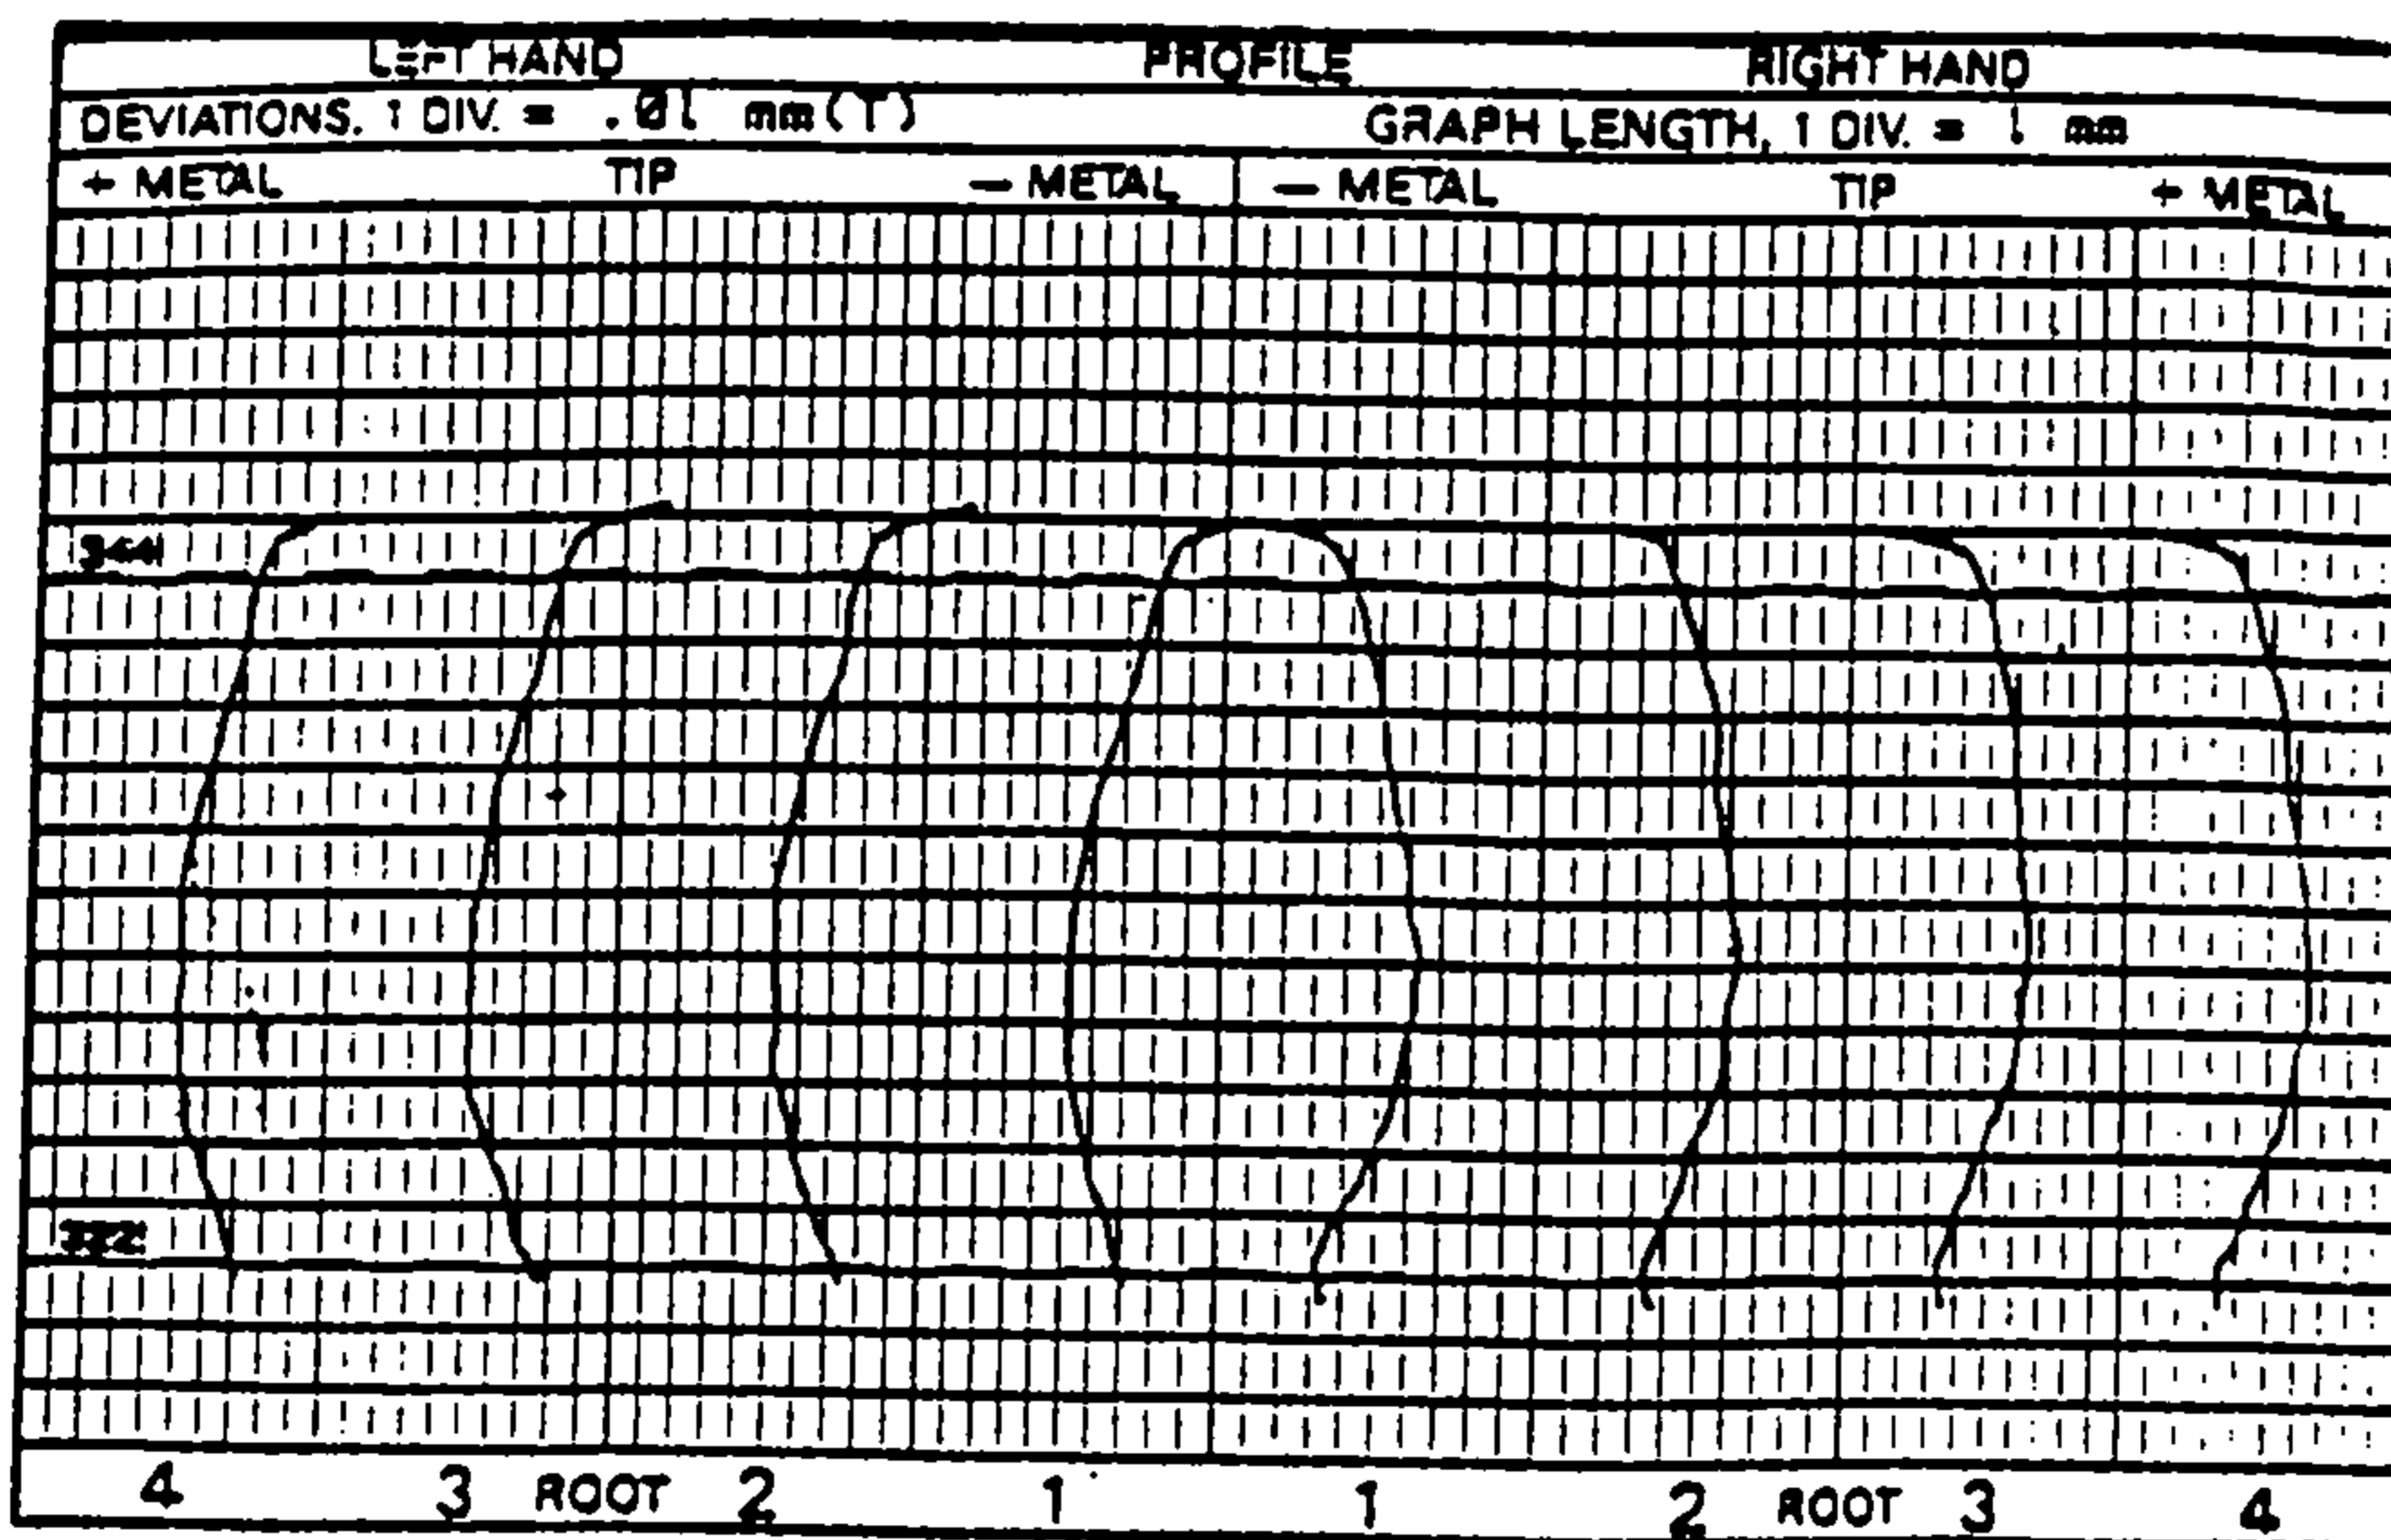 LEFT HAND PROFILE RIGHT HAND
DEVIATIONS. 1 DIV. = .01 mm(T) GRAPH LENGTH, 1 DIV. = 1 mm
+ METAL TIP — METAL — METAL TIP + METAL
4 3 ROOT 2 1 1 2 ROOT 3 4